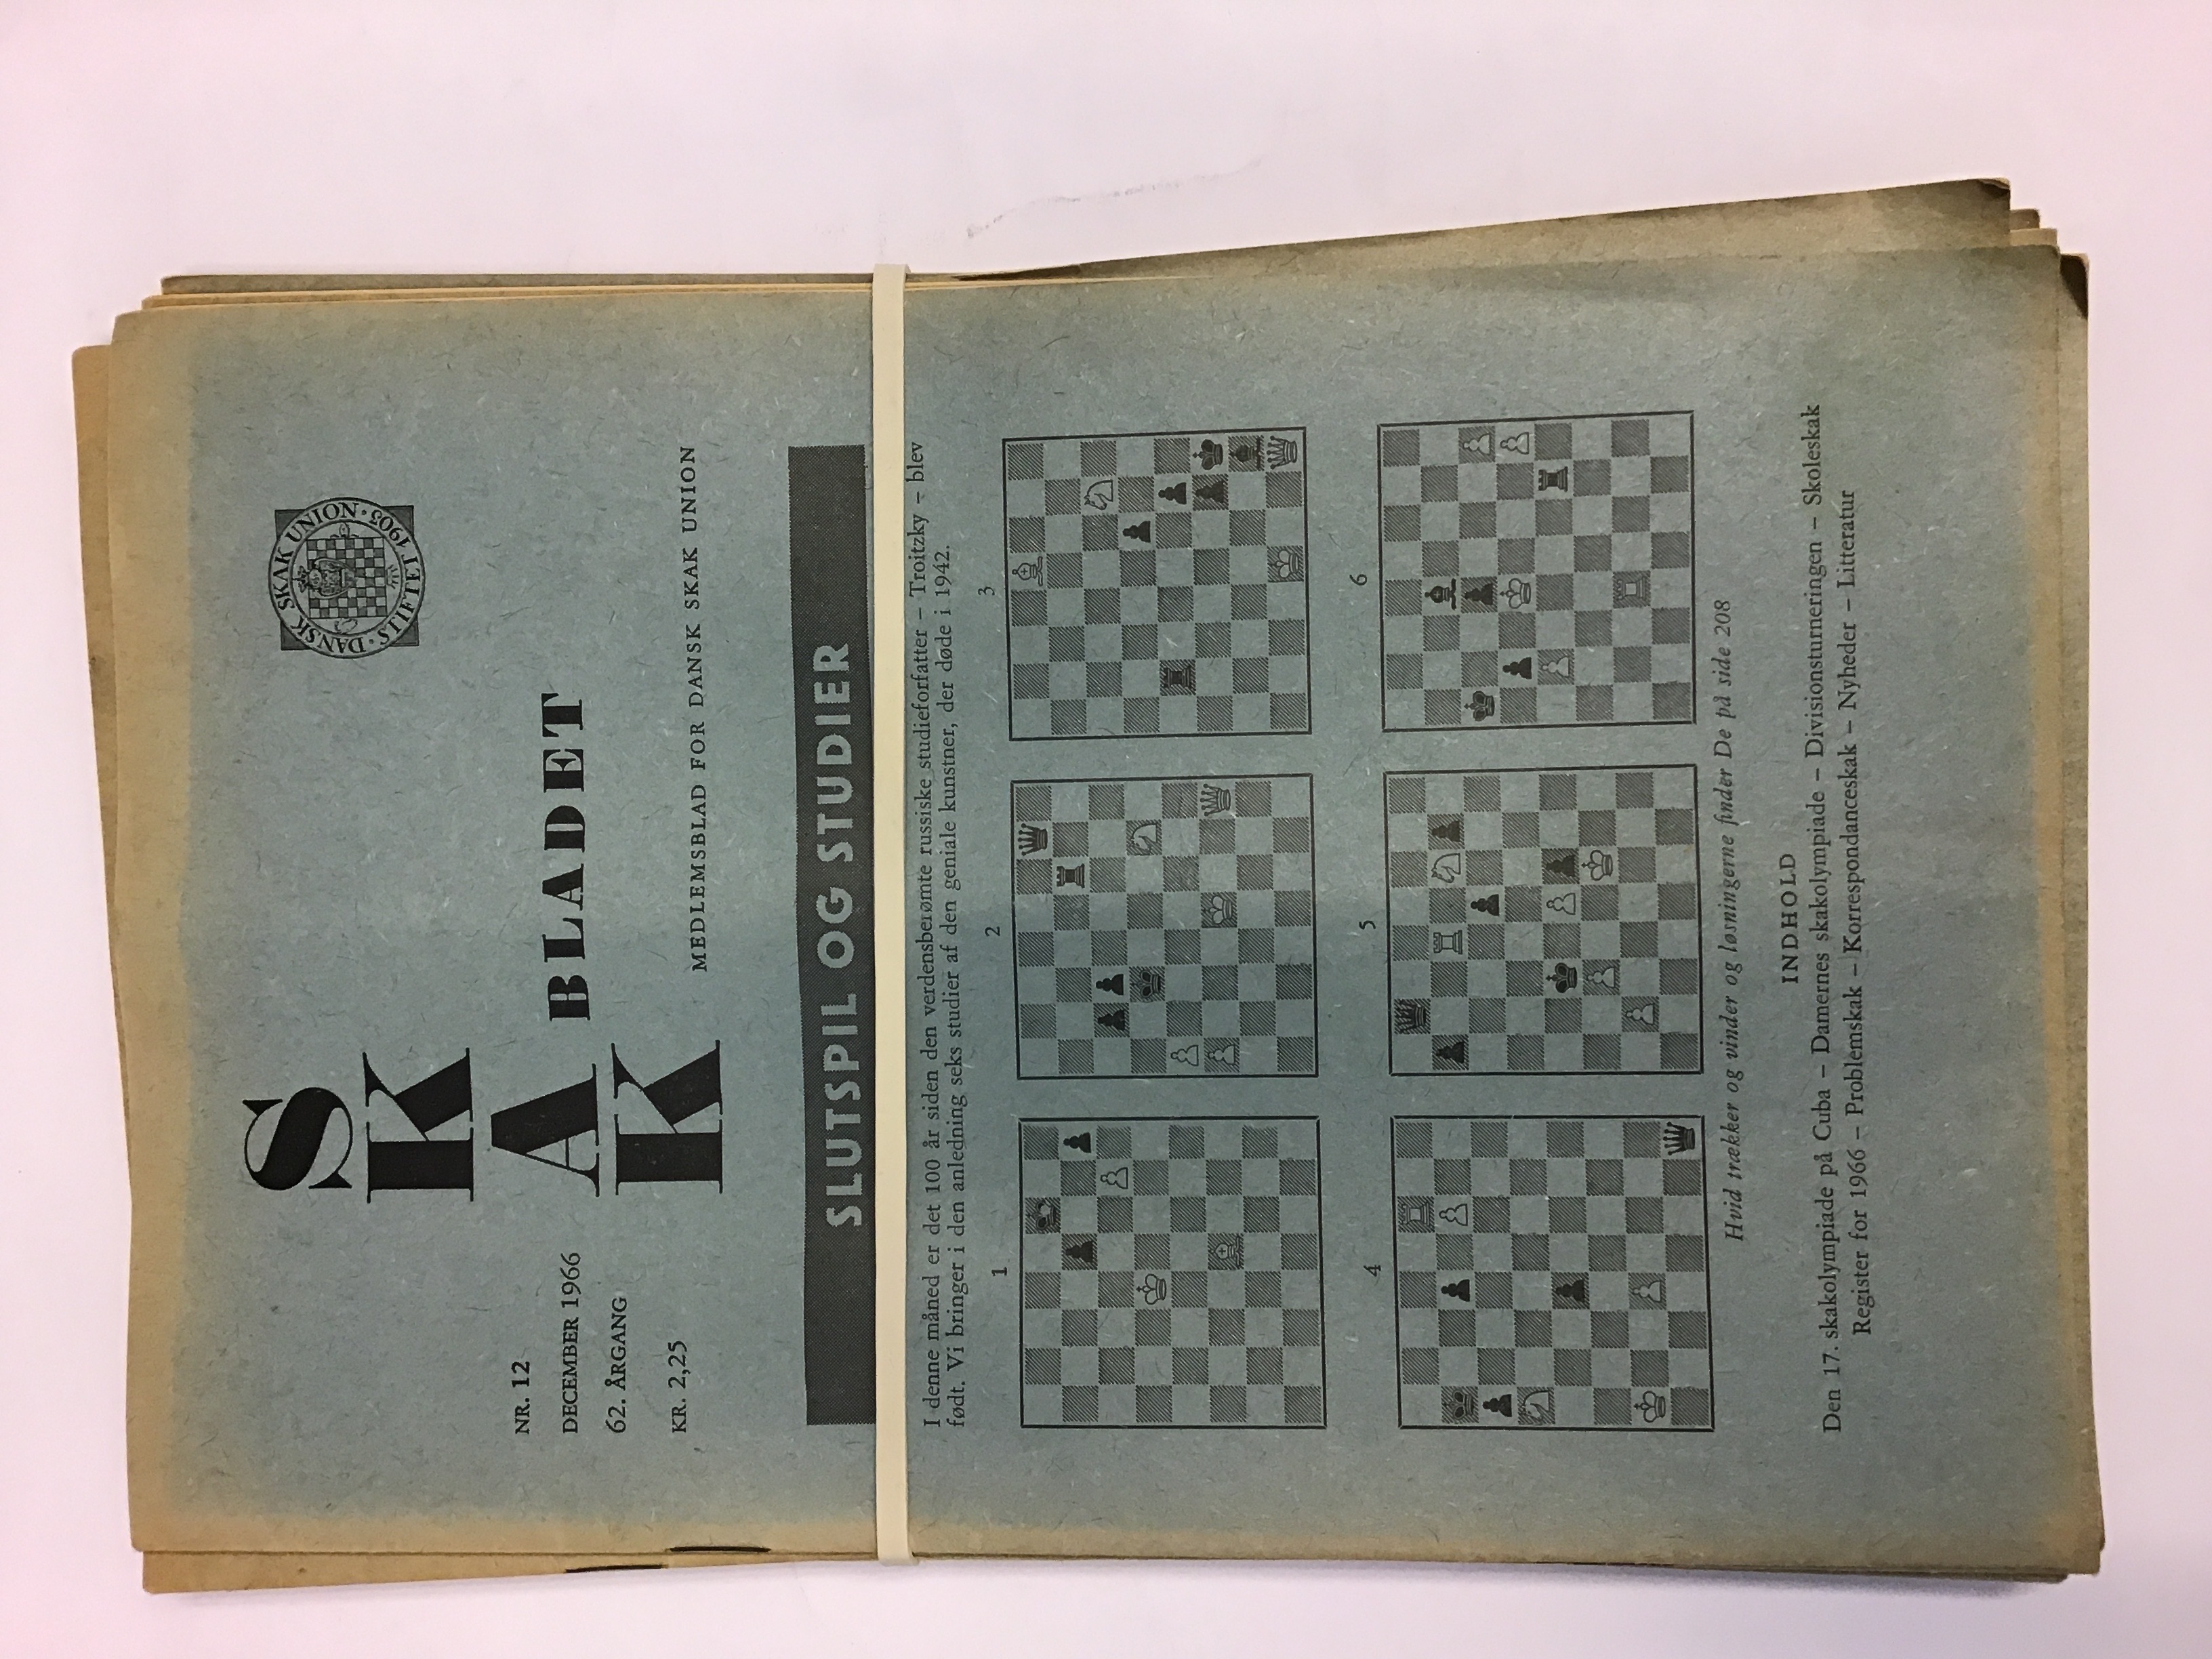 S
K
A BLADET
K
DANSK SKAK UNION · STIFTET 1903 ·
NR. 12
DECEMBER 1966
62. ÅRGANG
KR. 2,25
MEDLEMSBLAD FOR DANSK SKAK UNION
SLUTSPIL OG STUDIER
I denne måned er det 100 år siden den verdensberømte russiske studieforfatter – Troitzky – blev
født. Vi bringer i den anledning seks studier af den geniale kunstner, der døde i 1942.
1
2
3
4
5
6
Hvid trækker og vinder og løsningerne finder De på side 208
INDHOLD
Den 17. skakolympiade på Cuba – Damernes skakolympiade – Divisionsturneringen – Skoleskak
Register for 1966 – Problemskak – Korrespondanceskak – Nyheder – Litteratur